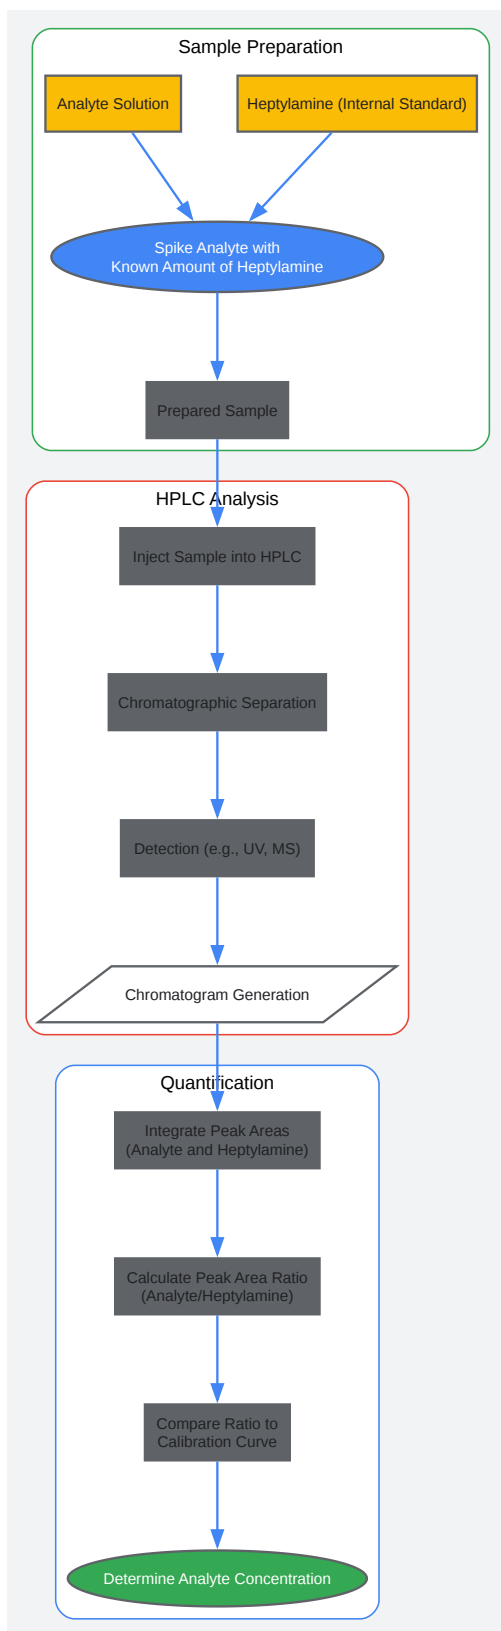 Sample Preparation
Analyte Solution
Heptylamine (Internal Standard)
Spike Analyte with
Known Amount of Heptylamine
Prepared Sample
HPLC Analysis
Inject Sample into HPLC
Chromatographic Separation
Detection (e.g., UV, MS)
Chromatogram Generation
Quantification
Integrate Peak Areas
(Analyte and Heptylamine)
Calculate Peak Area Ratio
(Analyte/Heptylamine)
Compare Ratio to
Calibration Curve
Determine Analyte Concentration